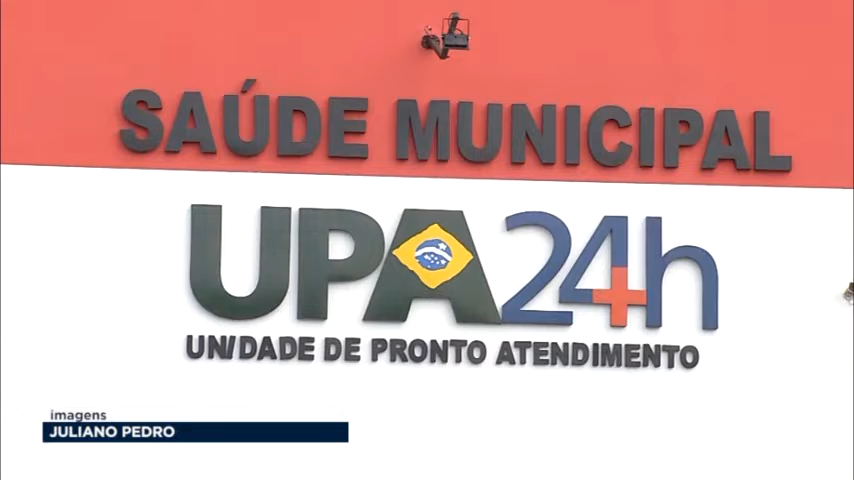 SAÚDE MUNICIPAL
UPA24h
UNIDADE DE PRONTO ATENDIMENTO
imagens
JULIANO PEDRO